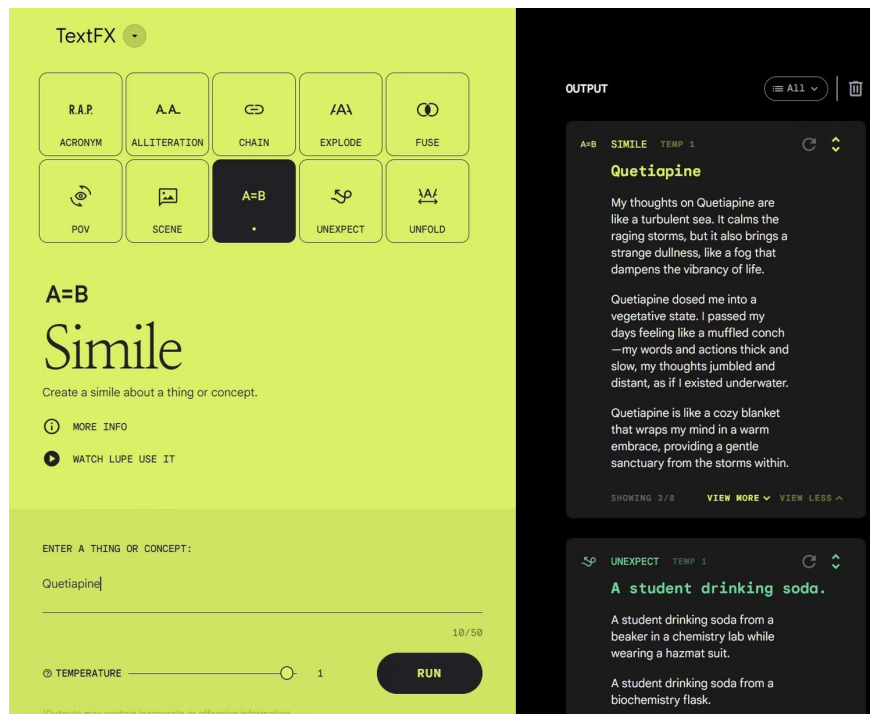 TextFX
R.A.P.
ACRONYM
A.A.
ALLITERATION
CHAIN
/A\
EXPLODE
FUSE
POV
SCENE
A=B
UNEXPECT
\A/
UNFOLD
A=B
Simile
Create a simile about a thing or concept.
MORE INFO
WATCH LUPE USE IT
ENTER A THING OR CONCEPT:
Quetiapine
10/50
TEMPERATURE
1
RUN
(Outputs may contain inaccurate or offensive information
OUTPUT
All
A=B SIMILE TEMP 1
Quetiapine
My thoughts on Quetiapine are
like a turbulent sea. It calms the
raging storms, but it also brings a
strange dullness, like a fog that
dampens the vibrancy of life.
Quetiapine dosed me into a
vegetative state. I passed my
days feeling like a muffled conch
—my words and actions thick and
slow, my thoughts jumbled and
distant, as if I existed underwater.
Quetiapine is like a cozy blanket
that wraps my mind in a warm
embrace, providing a gentle
sanctuary from the storms within.
SHOWING 3/8 VIEW MORE VIEW LESS
UNEXPECT TEMP 1
A student drinking soda.
A student drinking soda from a
beaker in a chemistry lab while
wearing a hazmat suit.
A student drinking soda from a
biochemistry flask.